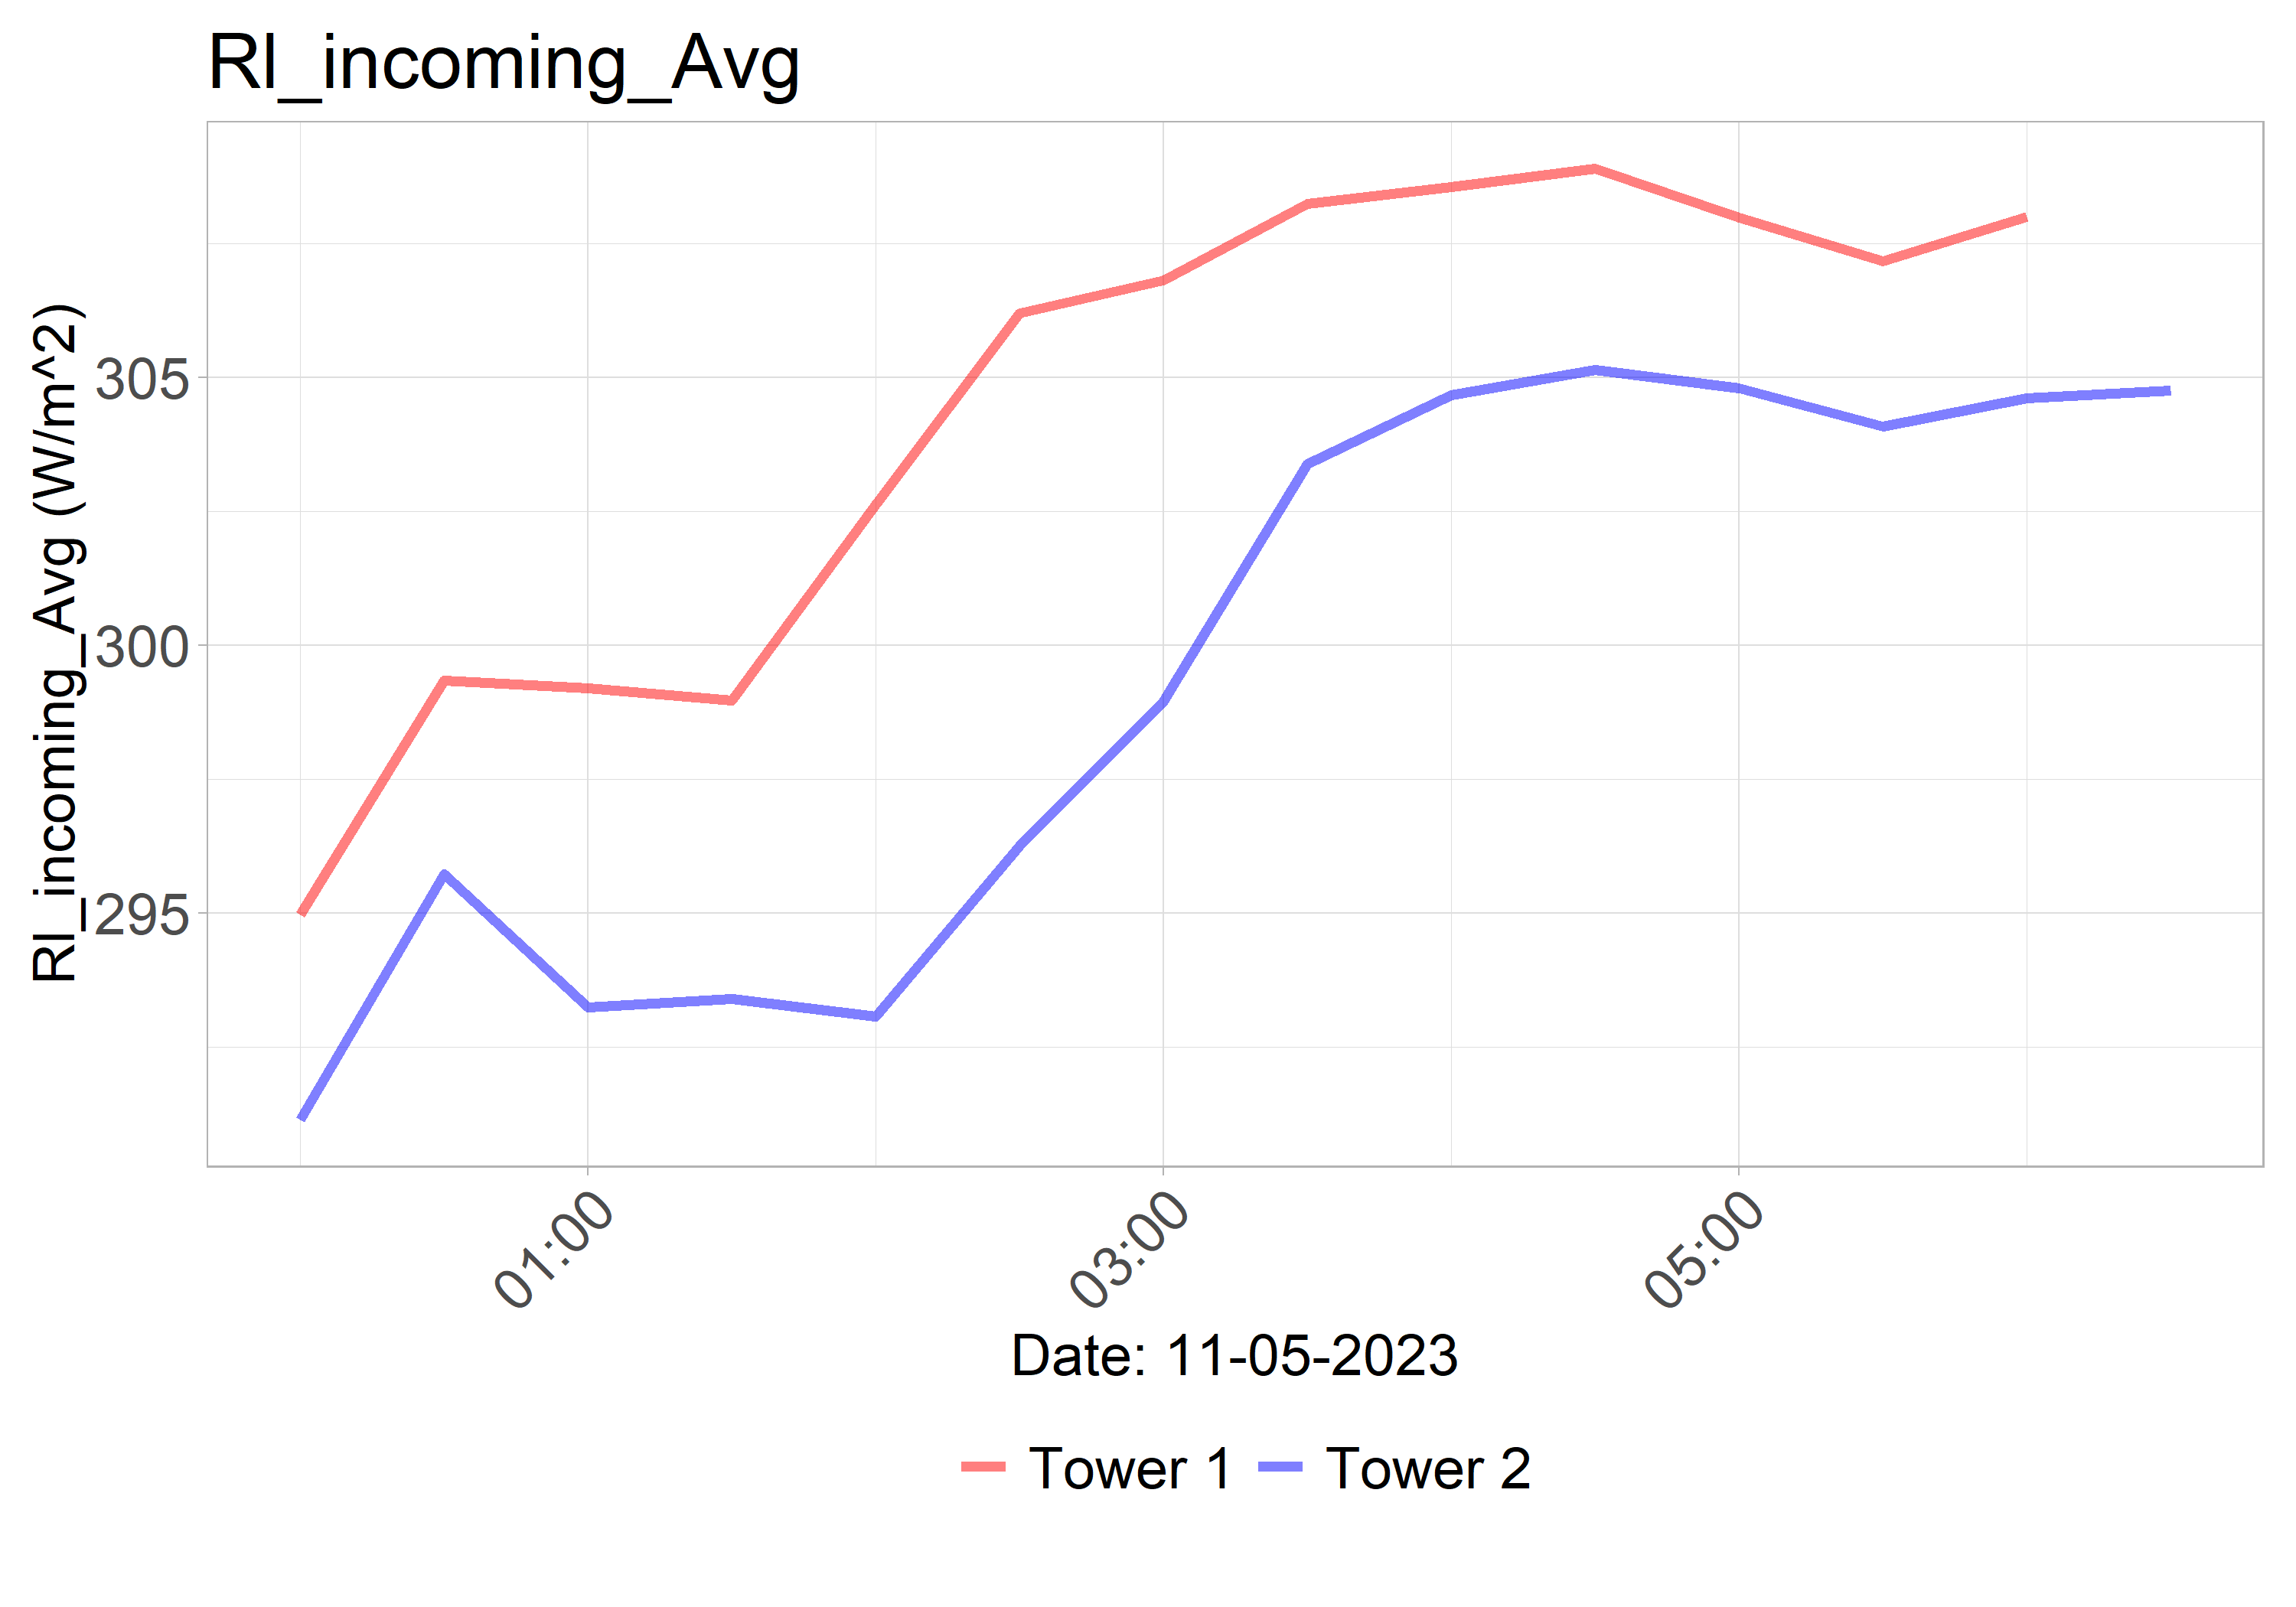 Rl_incoming_Avg
Rl_incoming_Avg (W/m^2)
305
300
295
01:00
03:00
05:00
Date: 11-05-2023
Tower 1
Tower 2